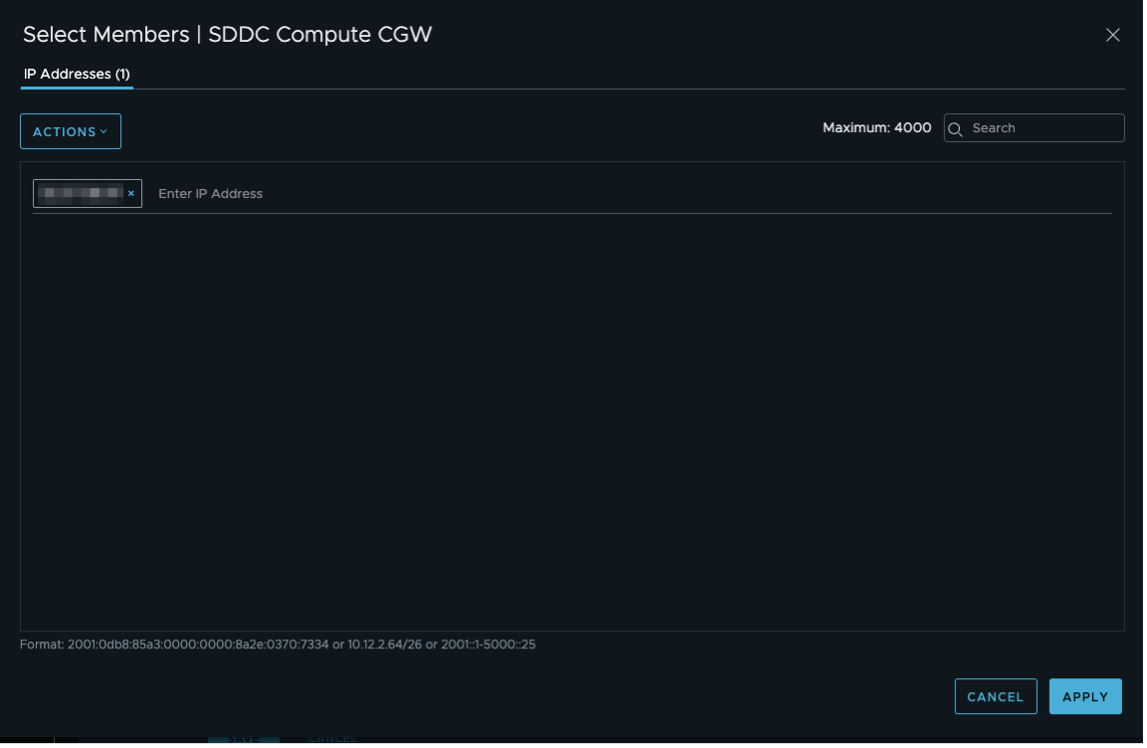 Select Members | SDDC Compute CGW
IP Addresses (1)
ACTIONS
Maximum: 4000
Search
Enter IP Address
Format: 2001:0db8:85a3:0000:0000:8a2e:0370:7334 or 10.12.2.64/26 or 2001::1-5000::25
CANCEL
APPLY
SAVE
CANCEL